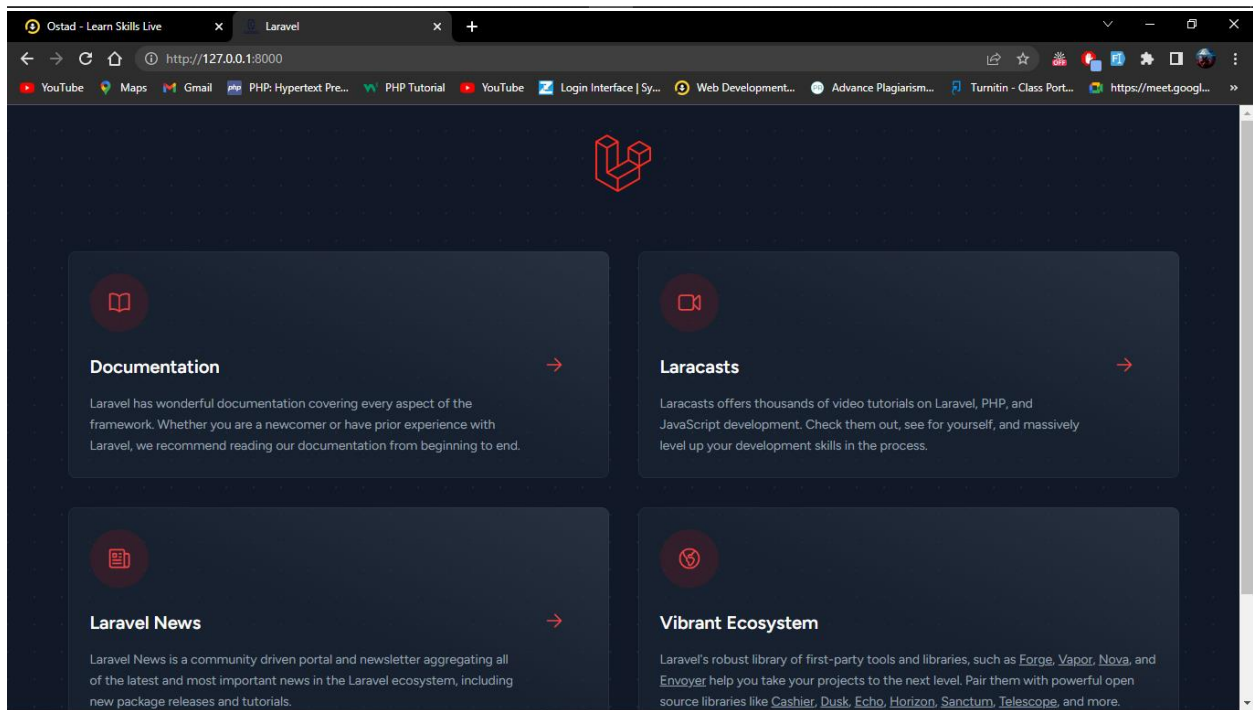 Ostad - Learn Skills Live
Laravel
http://127.0.0.1:8000
YouTube
Maps
Gmail
php
PHP: Hypertext Pre...
PHP Tutorial
YouTube
Login Interface | Sy...
Web Development...
Advance Plagiarism...
Turnitin - Class Port...
https://meet.googl...
Documentation
Laravel has wonderful documentation covering every aspect of the
framework. Whether you are a newcomer or have prior experience with
Laravel, we recommend reading our documentation from beginning to end.
Laracasts
Laracasts offers thousands of video tutorials on Laravel, PHP, and
JavaScript development. Check them out, see for yourself, and massively
level up your development skills in the process.
Laravel News
Laravel News is a community driven portal and newsletter aggregating all
of the latest and most important news in the Laravel ecosystem, including
new package releases and tutorials.
Vibrant Ecosystem
Laravel's robust library of first-party tools and libraries, such as Forge, Vapor, Nova, and
Envoyer help you take your projects to the next level. Pair them with powerful open
source libraries like Cashier, Dusk, Echo, Horizon, Sanctum, Telescope, and more.